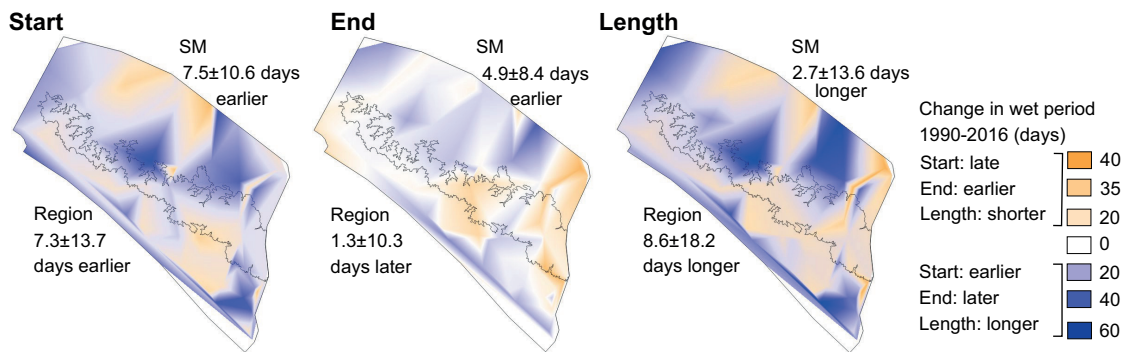 Start
SM
7.5±10.6 days
earlier
Region
7.3±13.7
days earlier
End
SM
4.9±8.4 days
earlier
Region
1.3±10.3
days later
Length
SM
2.7±13.6 days
longer
Region
8.6±18.2
days longer
Change in wet period
1990-2016 (days)
Start: late
End: earlier
Length: shorter
40
35
20
0
Start: earlier
End: later
Length: longer
20
40
60